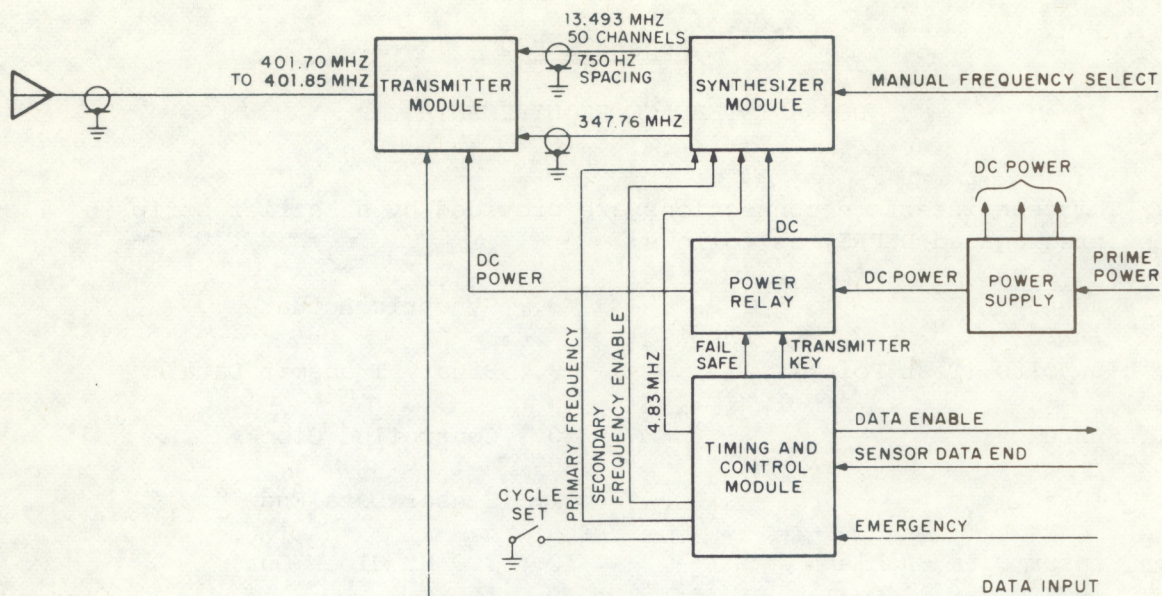 13.493 MHZ
50 CHANNELS
750 HZ
SPACING
401.70 MHZ
TO 401.85 MHZ
TRANSMITTER
MODULE
SYNTHESIZER
MODULE
MANUAL FREQUENCY SELECT
347.76 MHZ
DC POWER
DC
POWER
DC
POWER
RELAY
DC POWER
POWER
SUPPLY
PRIME
POWER
PRIMARY FREQUENCY
SECONDARY
FREQUENCY ENABLE
4.83 MHZ
FAIL
SAFE
TRANSMITTER
KEY
TIMING AND
CONTROL
MODULE
DATA ENABLE
SENSOR DATA END
EMERGENCY
CYCLE
SET
DATA INPUT